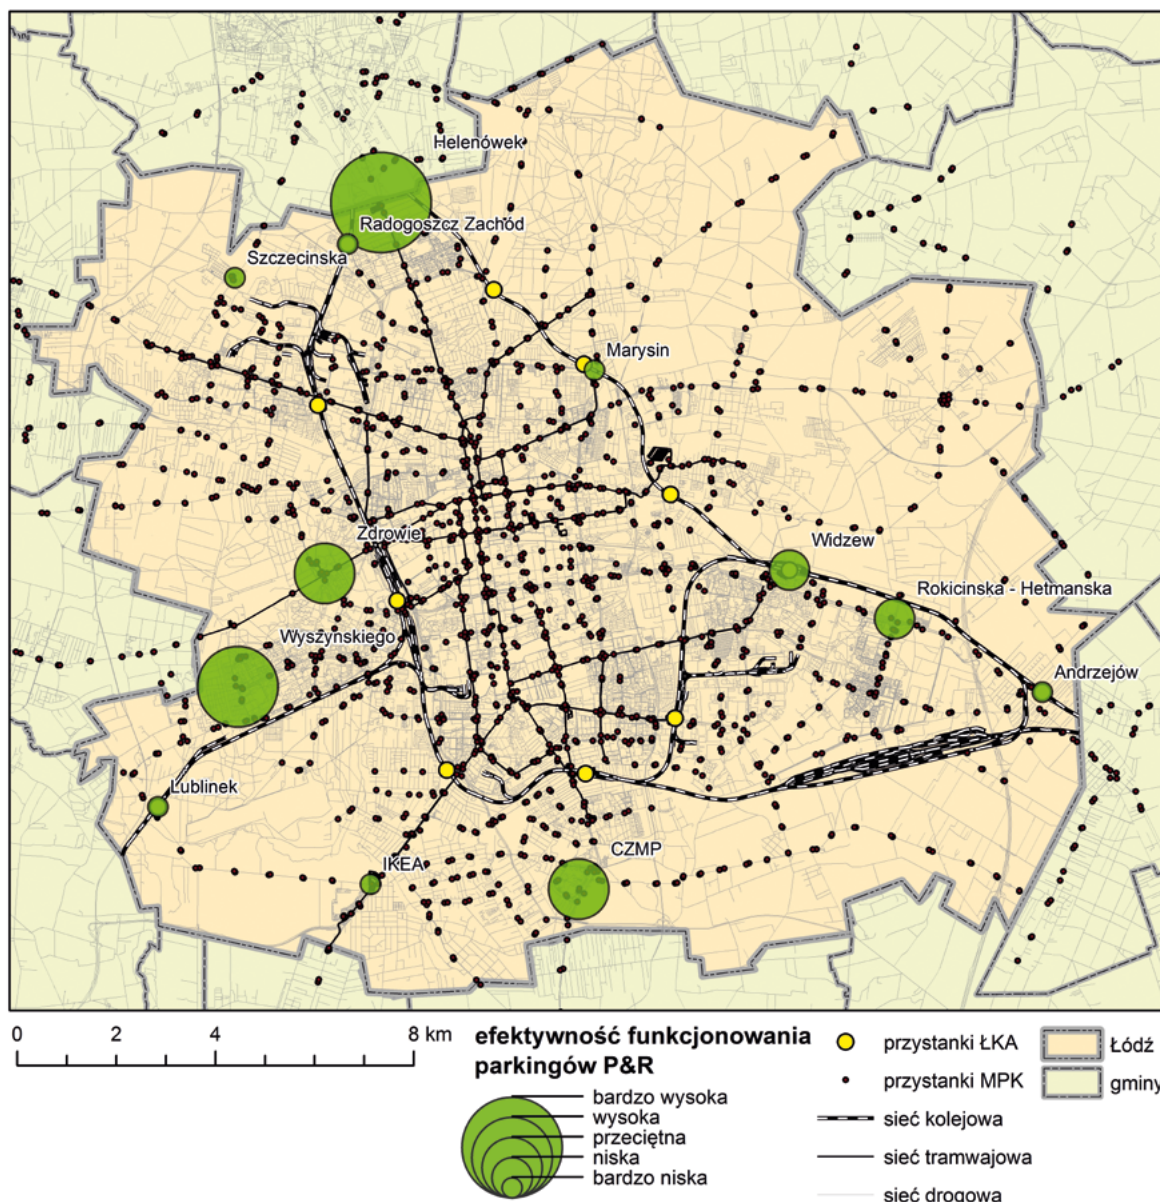 Helenówek
Radogoszcz Zachód
Szczecinska
Marysin
Zdrowie
Widzew
Rokicinska - Hetmanska
Wyszynskiego
Andrzejów
Lublinek
CZMP
IKEA
0 2 4 8 km
efektywność funkcjonowania
parkingów P&R
bardzo wysoka
wysoka
przeciętna
niska
bardzo niska
przystanki ŁKA
przystanki MPK
sieć kolejowa
sieć tramwajowa
sieć drogowa
Łódź
gminy